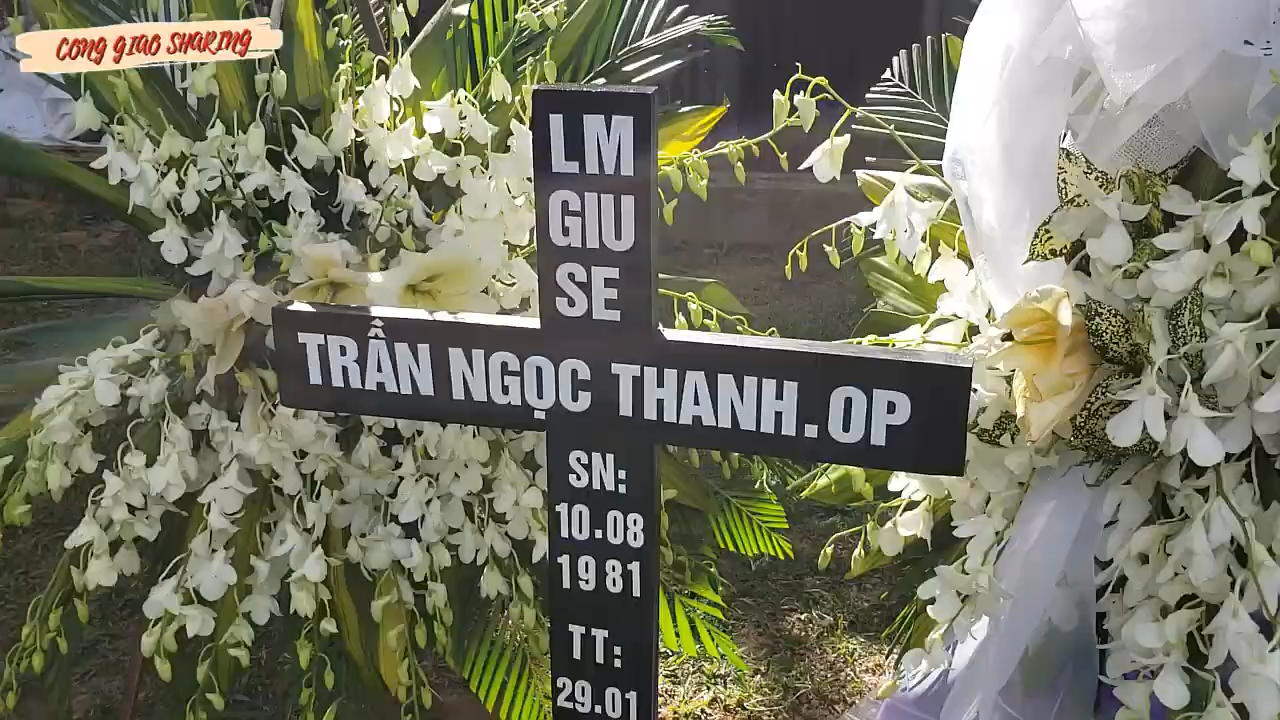 CONG GIAO SHARING
LM
GIU
SE
TRẦN NGỌC THANH.OP
SN:
10.08
1981
TT:
29.01